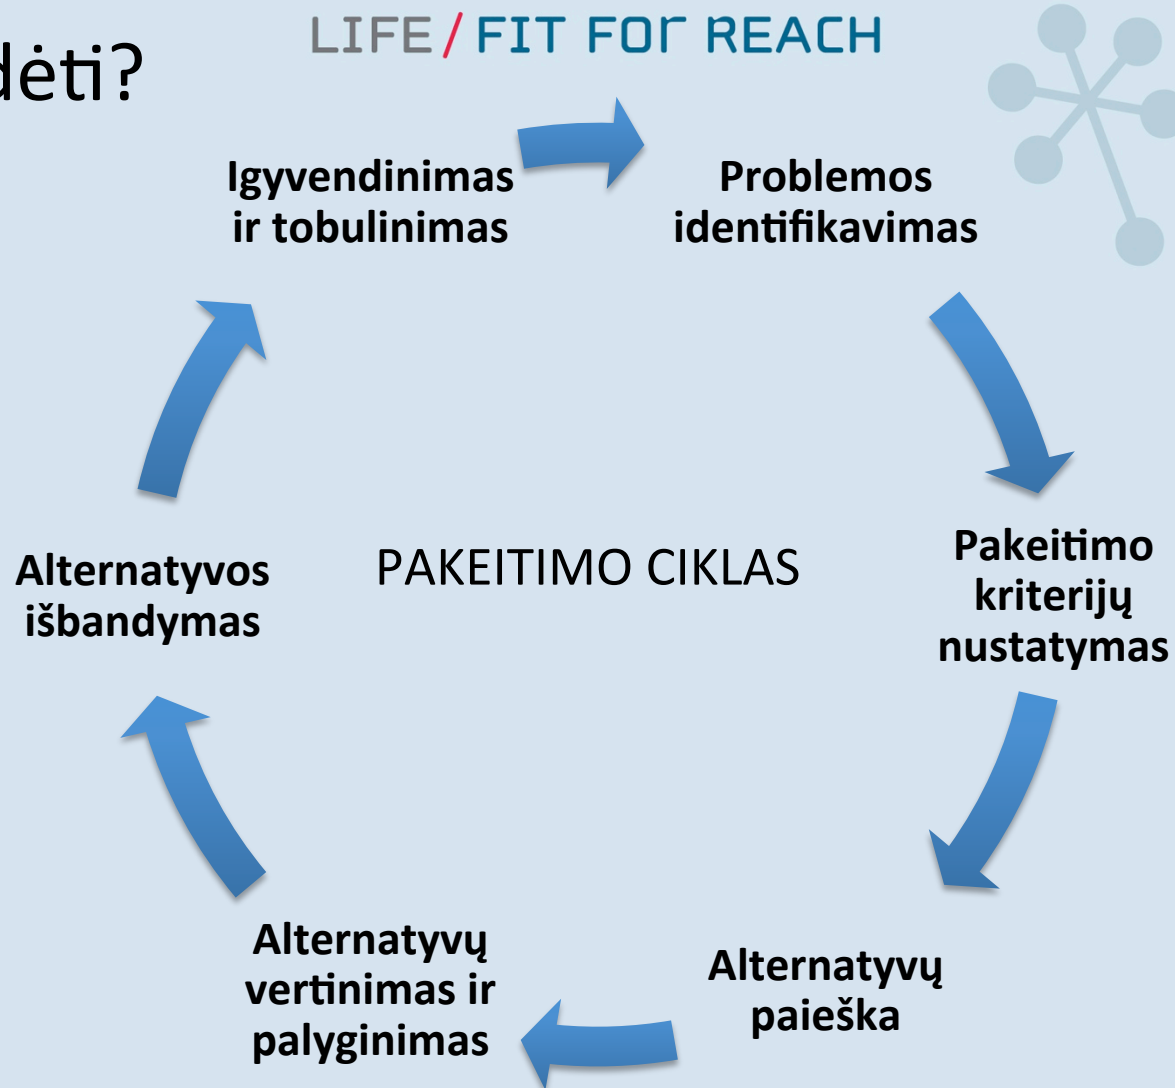 LIFE/FIT FOR REACH
dėti?
Igyvendinimas
ir tobulinimas
Problemos
identifikavimas
Pakeitimo
kriterijų
nustatymas
Alternatyvų
paieška
Alternatyvų
vertinimas ir
palyginimas
Alternatyvos
išbandymas
PAKEITIMO CIKLAS